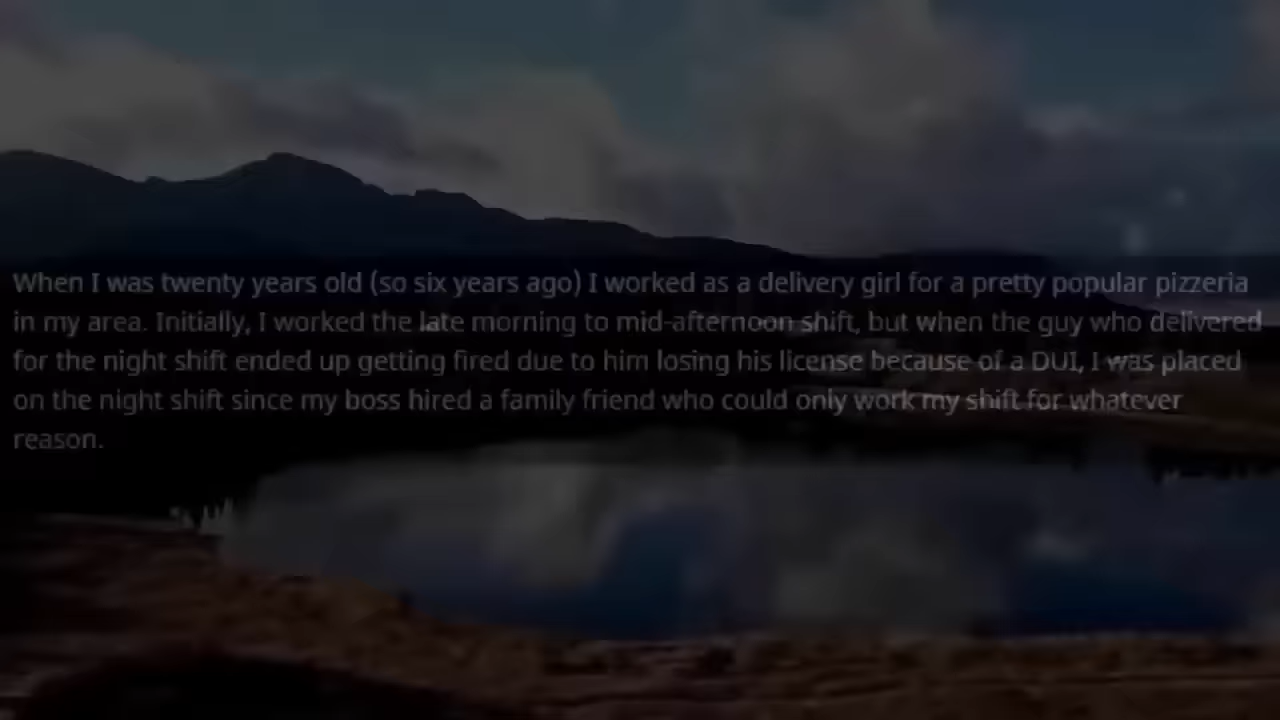 When I was twenty years old (so six years ago) I worked as a delivery girl for a pretty popular pizzeria
in my area. Initially, I worked the late morning to mid-afternoon shift, but when the guy who delivered
for the night shift ended up getting fired due to him losing his license because of a DUI, I was placed
on the night shift since my boss hired a family friend who could only work my shift for whatever
reason.